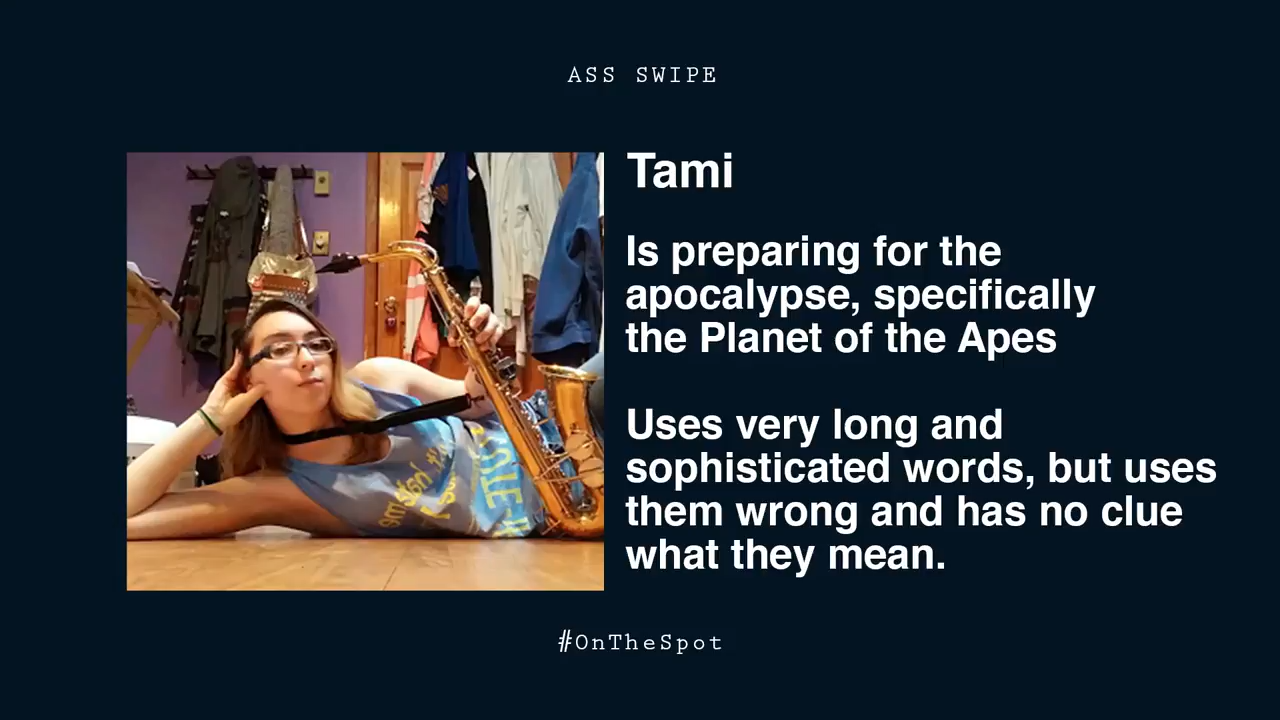 ASS SWIPE
Tami
Is preparing for the
apocalypse, specifically
the Planet of the Apes
Uses very long and
sophisticated words, but uses
them wrong and has no clue
what they mean.
#OnTheSpot